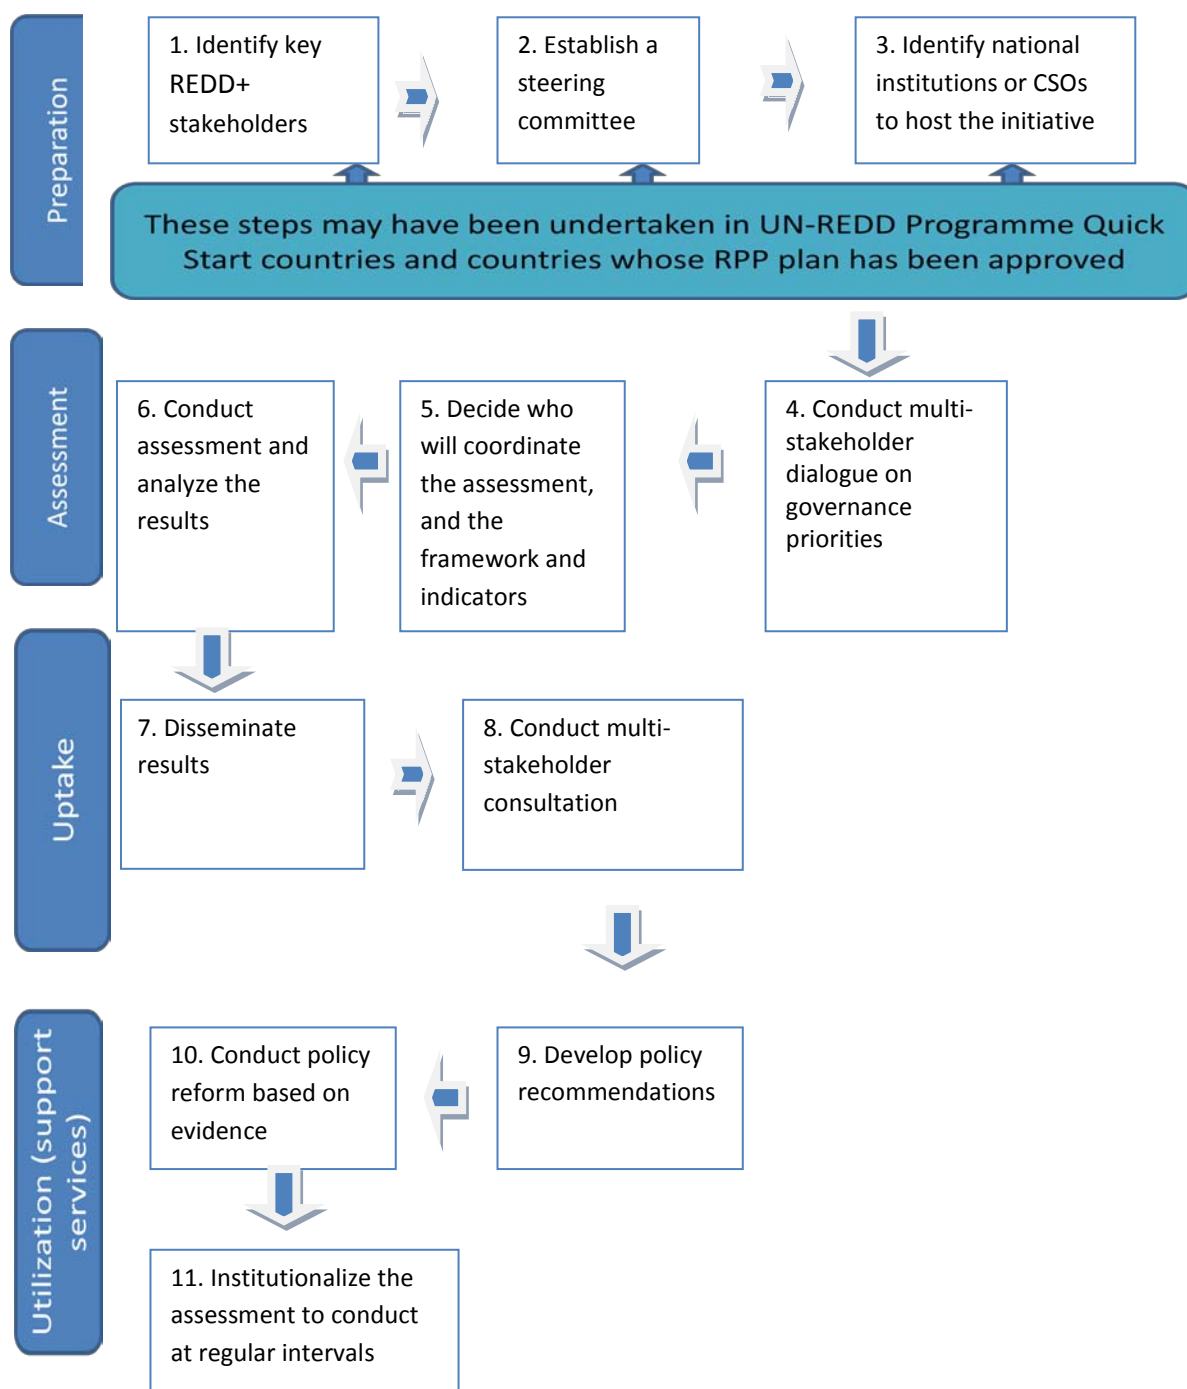 Preparation
1. Identify key
REDD+
stakeholders
2. Establish a
steering
committee
3. Identify national
institutions or CSOs
to host the initiative
These steps may have been undertaken in UN-REDD Programme Quick
Start countries and countries whose RPP plan has been approved
Assessment
4. Conduct multi-
stakeholder
dialogue on
governance
priorities
5. Decide who
will coordinate
the assessment,
and the
framework and
indicators
6. Conduct
assessment and
analyze the
results
Uptake
7. Disseminate
results
8. Conduct multi-
stakeholder
consultation
Utilization (support
services)
9. Develop policy
recommendations
10. Conduct policy
reform based on
evidence
11. Institutionalize the
assessment to conduct
at regular intervals